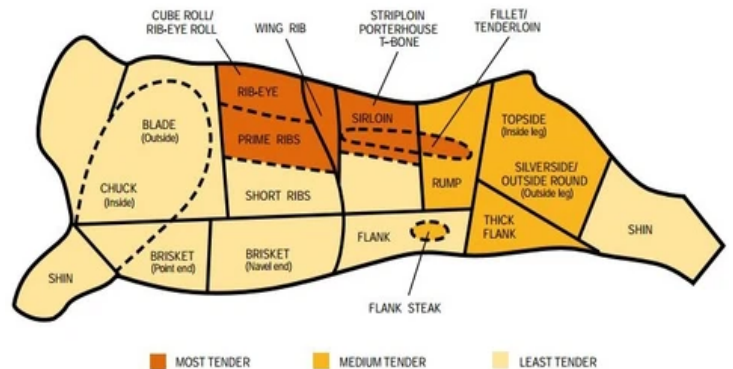 CUBE ROLL/
RIB-EYE ROLL
WING RIB
STRIPLOIN
PORTERHOUSE
T-BONE
FILLET/
TENDERLOIN
RIB-EYE
PRIME RIBS
SIRLOIN
BLADE
(Outside)
CHUCK
(Inside)
SHORT RIBS
RUMP
TOPSIDE
(Inside leg)
SILVERSIDE/
OUTSIDE ROUND
(Outside leg)
THICK
FLANK
SHIN
SHIN
BRISKET
(Point end)
BRISKET
(Navel end)
FLANK
FLANK STEAK
MOST TENDER
MEDIUM TENDER
LEAST TENDER